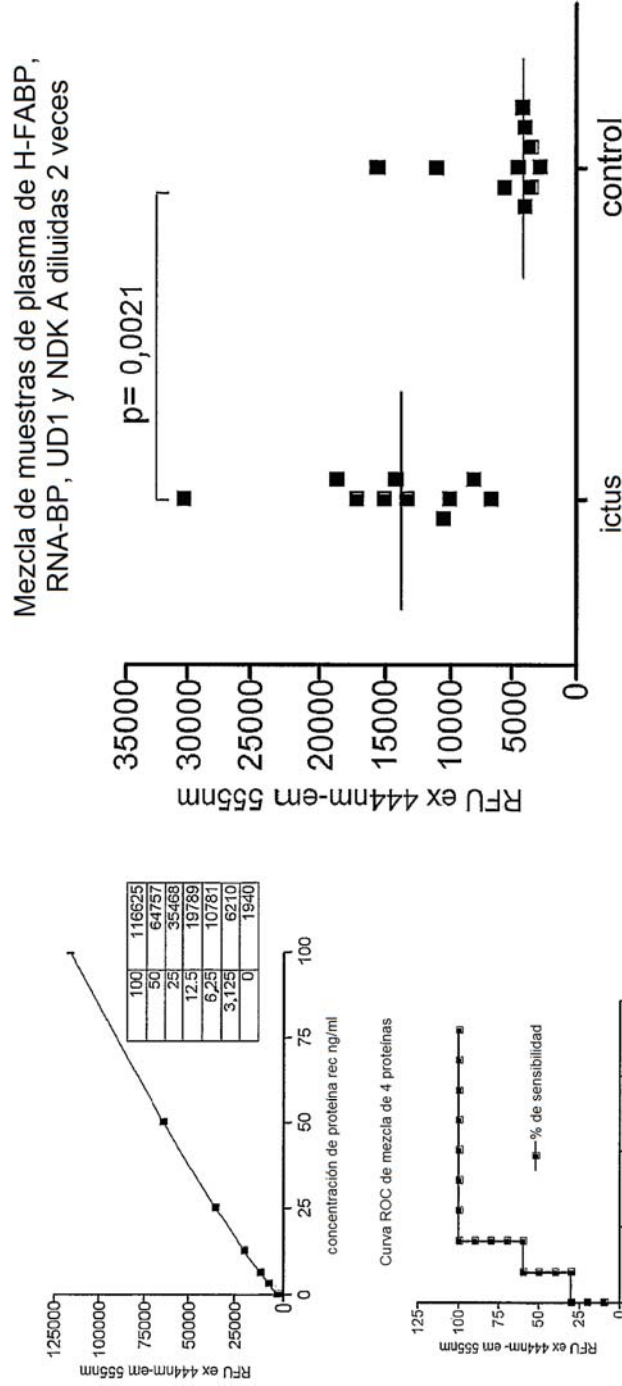 Mezcla de muestras de plasma de H-FABP,
RNA-BP, UD1 y NDK A diluidas 2 veces
p= 0,0021
RFU ex 444nm-em 555nm
35000
30000
25000
20000
15000
10000
5000
0
ictus
control
RFU ex 444nm-em 555nm
125000
100000
75000
50000
25000
0
0
25
50
75
100
concentración de proteína rec ng/ml
100 116625
50 64757
25 35468
12.5 19789
6,25 10781
3,125 6210
0 1940
Curva ROC de mezcla de 4 proteínas
RFU ex 444nm-em 555nm
125
100
75
50
25
0
% de sensibilidad